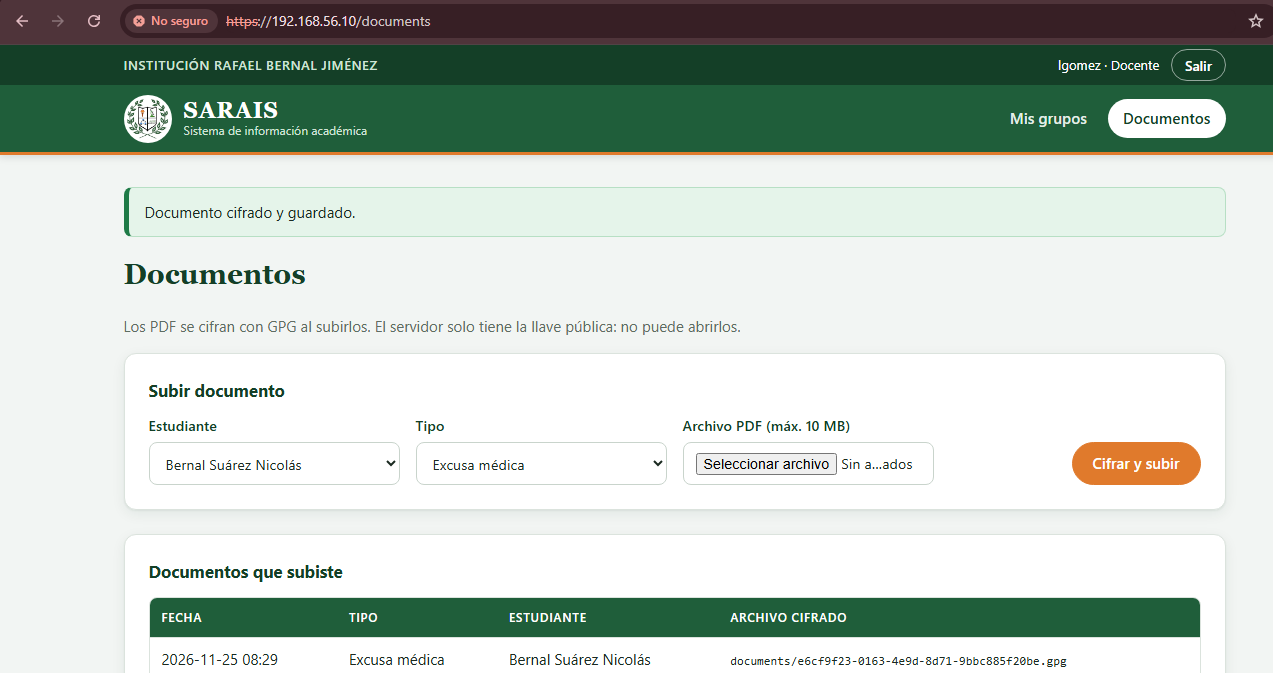 No seguro https://192.168.56.10/documents
INSTITUCIÓN RAFAEL BERNAL JIMÉNEZ
lgomez · Docente Salir
SARAIS
Sistema de información académica
Mis grupos Documentos
Documento cifrado y guardado.
Documentos
Los PDF se cifran con GPG al subirlos. El servidor solo tiene la llave pública: no puede abrirlos.
Subir documento
Estudiante Tipo Archivo PDF (máx. 10 MB)
Bernal Suárez Nicolás Excusa médica Seleccionar archivo Sin a...ados Cifrar y subir
Documentos que subiste
FECHA TIPO ESTUDIANTE ARCHIVO CIFRADO
2026-11-25 08:29 Excusa médica Bernal Suárez Nicolás documents/e6cf9f23-0163-4e9d-8d71-9bbc885f20be.gpg